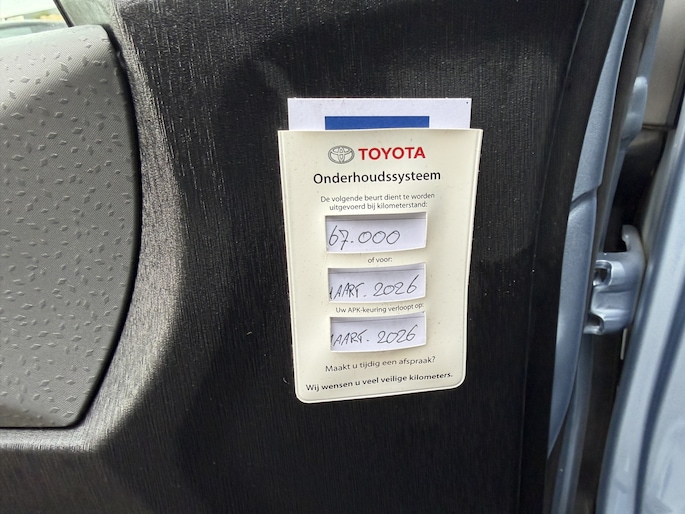 TOYOTA
Onderhoudssysteem
De volgende beurt dient te worden
uitgevoerd bij kilometerstand:
67.000
of voor:
MAART. 2026
Uw APK-keuring verloopt op:
MAART. 2026
Maakt u tijdig een afspraak?
Wij wensen u veel veilige kilometers.